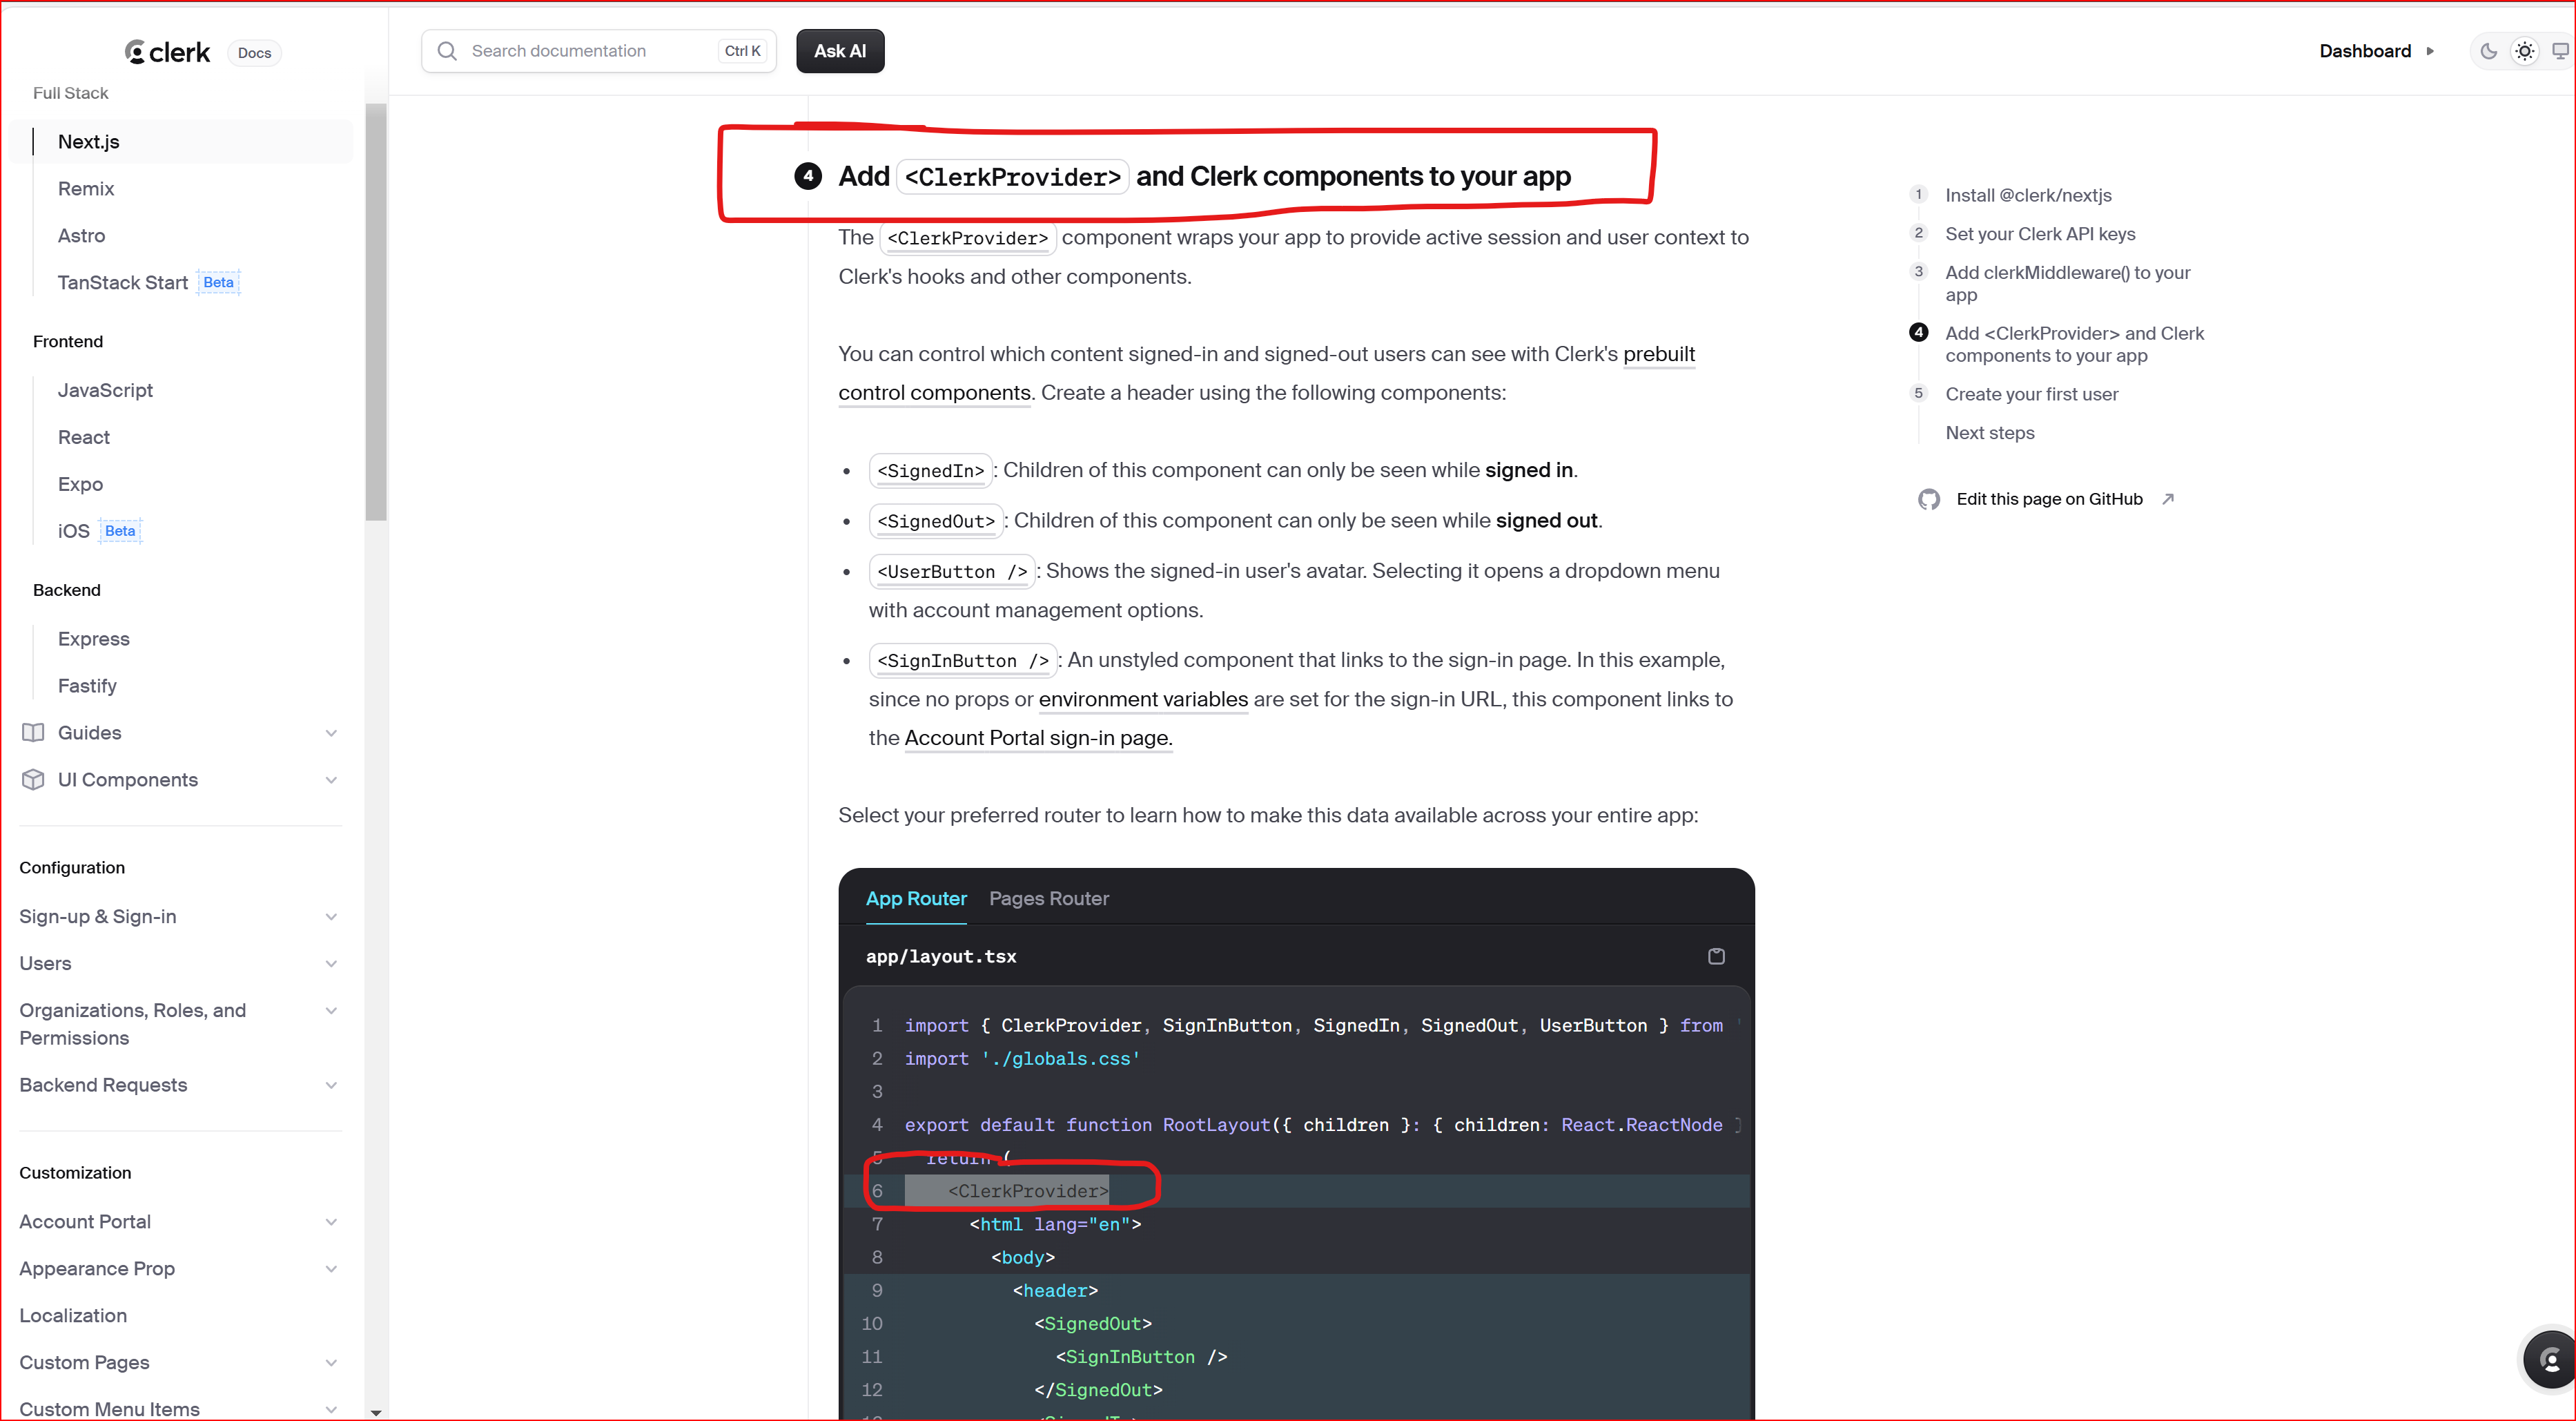 clerk Docs
Search documentation Ctrl K Ask AI
Dashboard
Full Stack
Next.js
Remix
Astro
TanStack Start Beta
Frontend
JavaScript
React
Expo
iOS Beta
Backend
Express
Fastify
Guides
UI Components
Configuration
Sign-up & Sign-in
Users
Organizations, Roles, and
Permissions
Backend Requests
Customization
Account Portal
Appearance Prop
Localization
Custom Pages
Custom Menu Items
4 Add <ClerkProvider> and Clerk components to your app
The <ClerkProvider> component wraps your app to provide active session and user context to
Clerk's hooks and other components.
You can control which content signed-in and signed-out users can see with Clerk's prebuilt
control components. Create a header using the following components:
• <SignedIn>: Children of this component can only be seen while signed in.
• <SignedOut>: Children of this component can only be seen while signed out.
• <UserButton />: Shows the signed-in user's avatar. Selecting it opens a dropdown menu
with account management options.
• <SignInButton />: An unstyled component that links to the sign-in page. In this example,
since no props or environment variables are set for the sign-in URL, this component links to
the Account Portal sign-in page.
Select your preferred router to learn how to make this data available across your entire app:
App Router Pages Router
app/layout.tsx
1 import { ClerkProvider, SignInButton, SignedIn, SignedOut, UserButton } from '
2 import './globals.css'
3
4 export default function RootLayout({ children }: { children: React.ReactNode }
5 return (
6 <ClerkProvider>
7 <html lang="en">
8 <body>
9 <header>
10 <SignedOut>
11 <SignInButton />
12 </SignedOut>
1 Install @clerk/nextjs
2 Set your Clerk API keys
3 Add clerkMiddleware() to your
app
4 Add <ClerkProvider> and Clerk
components to your app
5 Create your first user
Next steps
Edit this page on GitHub